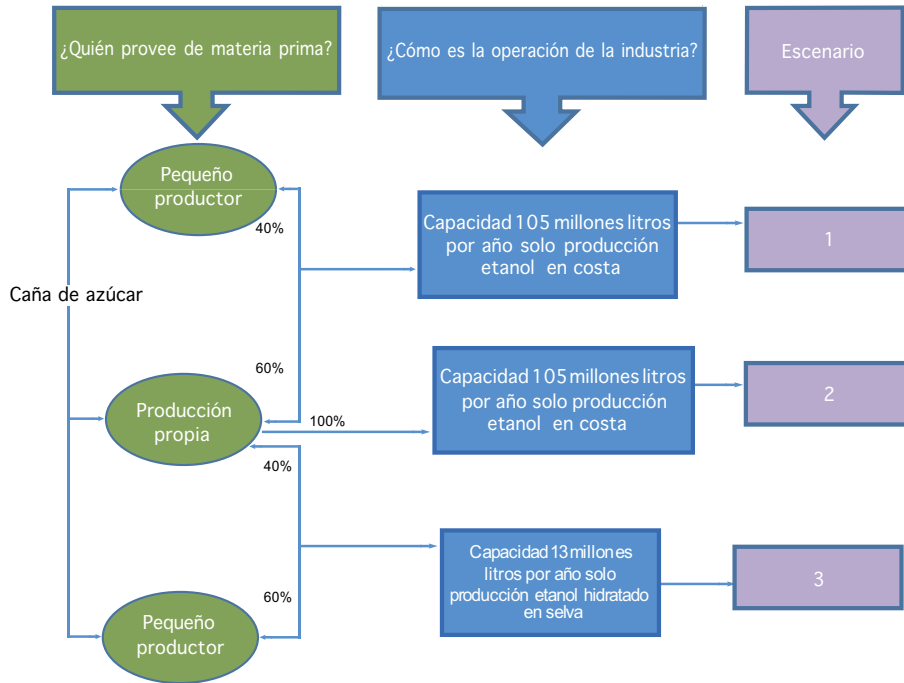 ¿Quién provee de materia prima?
¿Cómo es la operación de la industria?
Escenario
Pequeño
productor
40%
Capacidad 105 millones litros
por año solo producción
etanol en costa
1
Caña de azúcar
60%
Capacidad 105 millones litros
por año solo producción
etanol en costa
2
Producción
propia
100%
40%
Capacidad 13 millones
litros por año solo
producción etanol hidratado
en selva
3
60%
Pequeño
productor